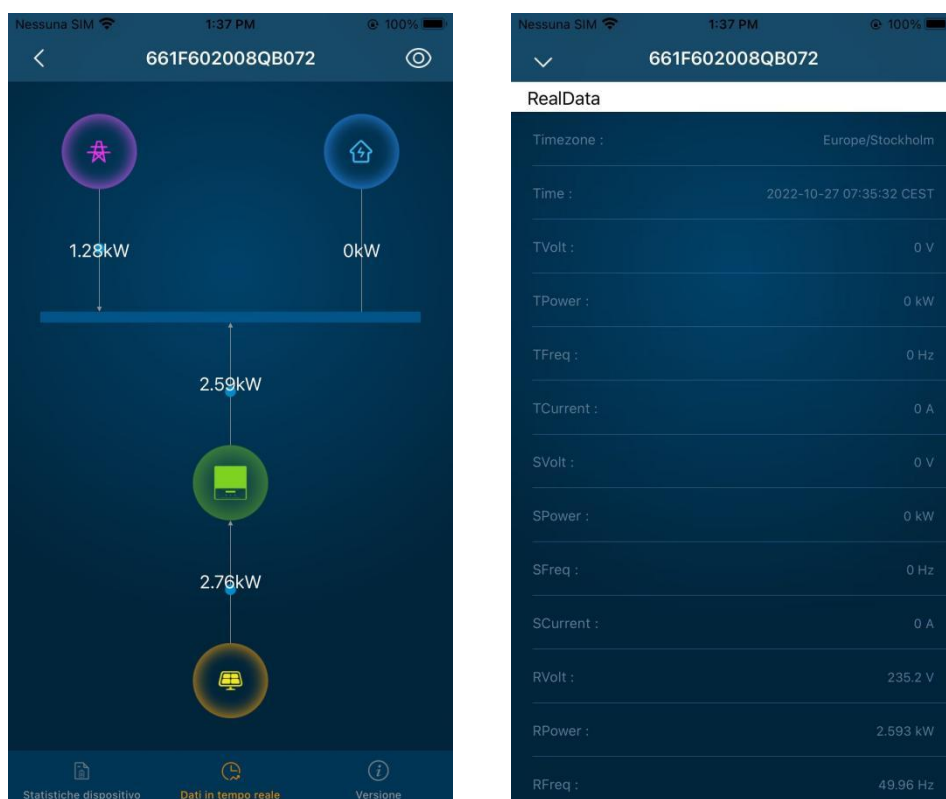 Nessuna SIM 1:37 PM 100%
661F602008QB072
1.28kW 0kW
2.59kW
2.76kW
Statistiche dispositivo Dati in tempo reale Versione
Nessuna SIM 1:37 PM 100%
661F602008QB072
RealData
Timezone : Europe/Stockholm
Time : 2022-10-27 07:35:32 CEST
TVolt : 0 V
TPower : 0 kW
TFreq : 0 Hz
TCurrent : 0 A
SVolt : 0 V
SPower : 0 kW
SFreq : 0 Hz
SCurrent : 0 A
RVolt : 235.2 V
RPower : 2.593 kW
RFreq : 49.96 Hz